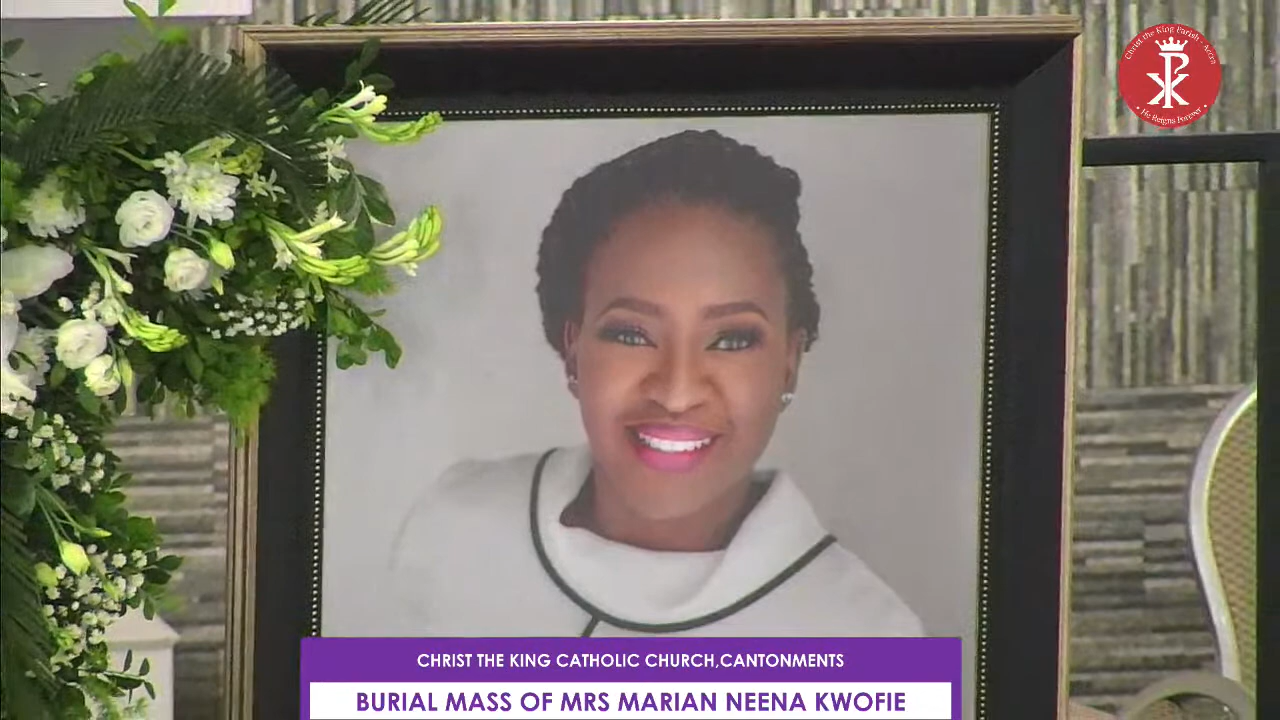 Christ the King Parish - Accra
He Reigns Forever
CHRIST THE KING CATHOLIC CHURCH,CANTONMENTS
BURIAL MASS OF MRS MARIAN NEENA KWOFIE